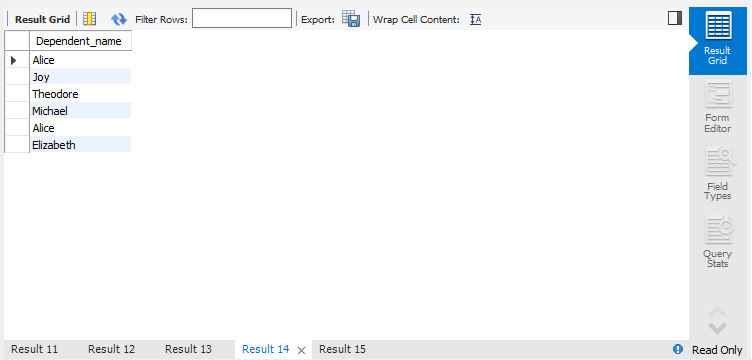 Result Grid Filter Rows: Export: Wrap Cell Content: IA
Dependent_name
Alice
Joy
Theodore
Michael
Alice
Elizabeth
Result
Grid
Form
Editor
Field
Types
Query
Stats
Result 11 Result 12 Result 13 Result 14 × Result 15 Read Only